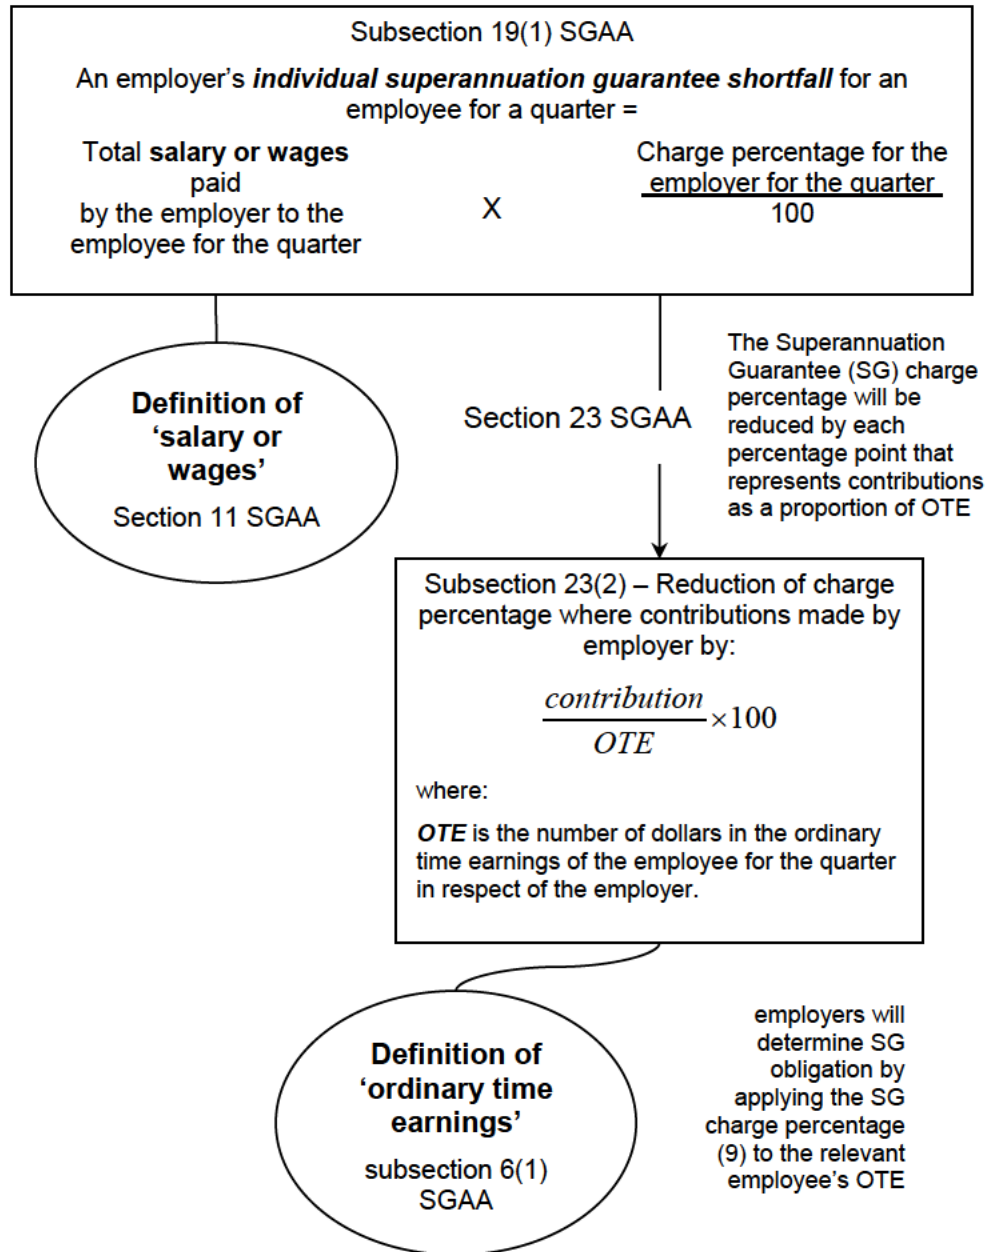 Subsection 19(1) SGAA
An employer’s individual superannuation guarantee shortfall for an
employee for a quarter =
Total salary or wages
paid
by the employer to the
employee for the quarter
X
Charge percentage for the
employer for the quarter
100
Definition of
‘salary or
wages’
Section 11 SGAA
Section 23 SGAA
The Superannuation
Guarantee (SG) charge
percentage will be
reduced by each
percentage point that
represents contributions
as a proportion of OTE
Subsection 23(2) – Reduction of charge
percentage where contributions made by
employer by:
contribution
OTE
×100
where:
OTE is the number of dollars in the ordinary
time earnings of the employee for the quarter
in respect of the employer.
Definition of
‘ordinary time
earnings’
subsection 6(1)
SGAA
employers will
determine SG
obligation by
applying the SG
charge percentage
(9) to the relevant
employee’s OTE